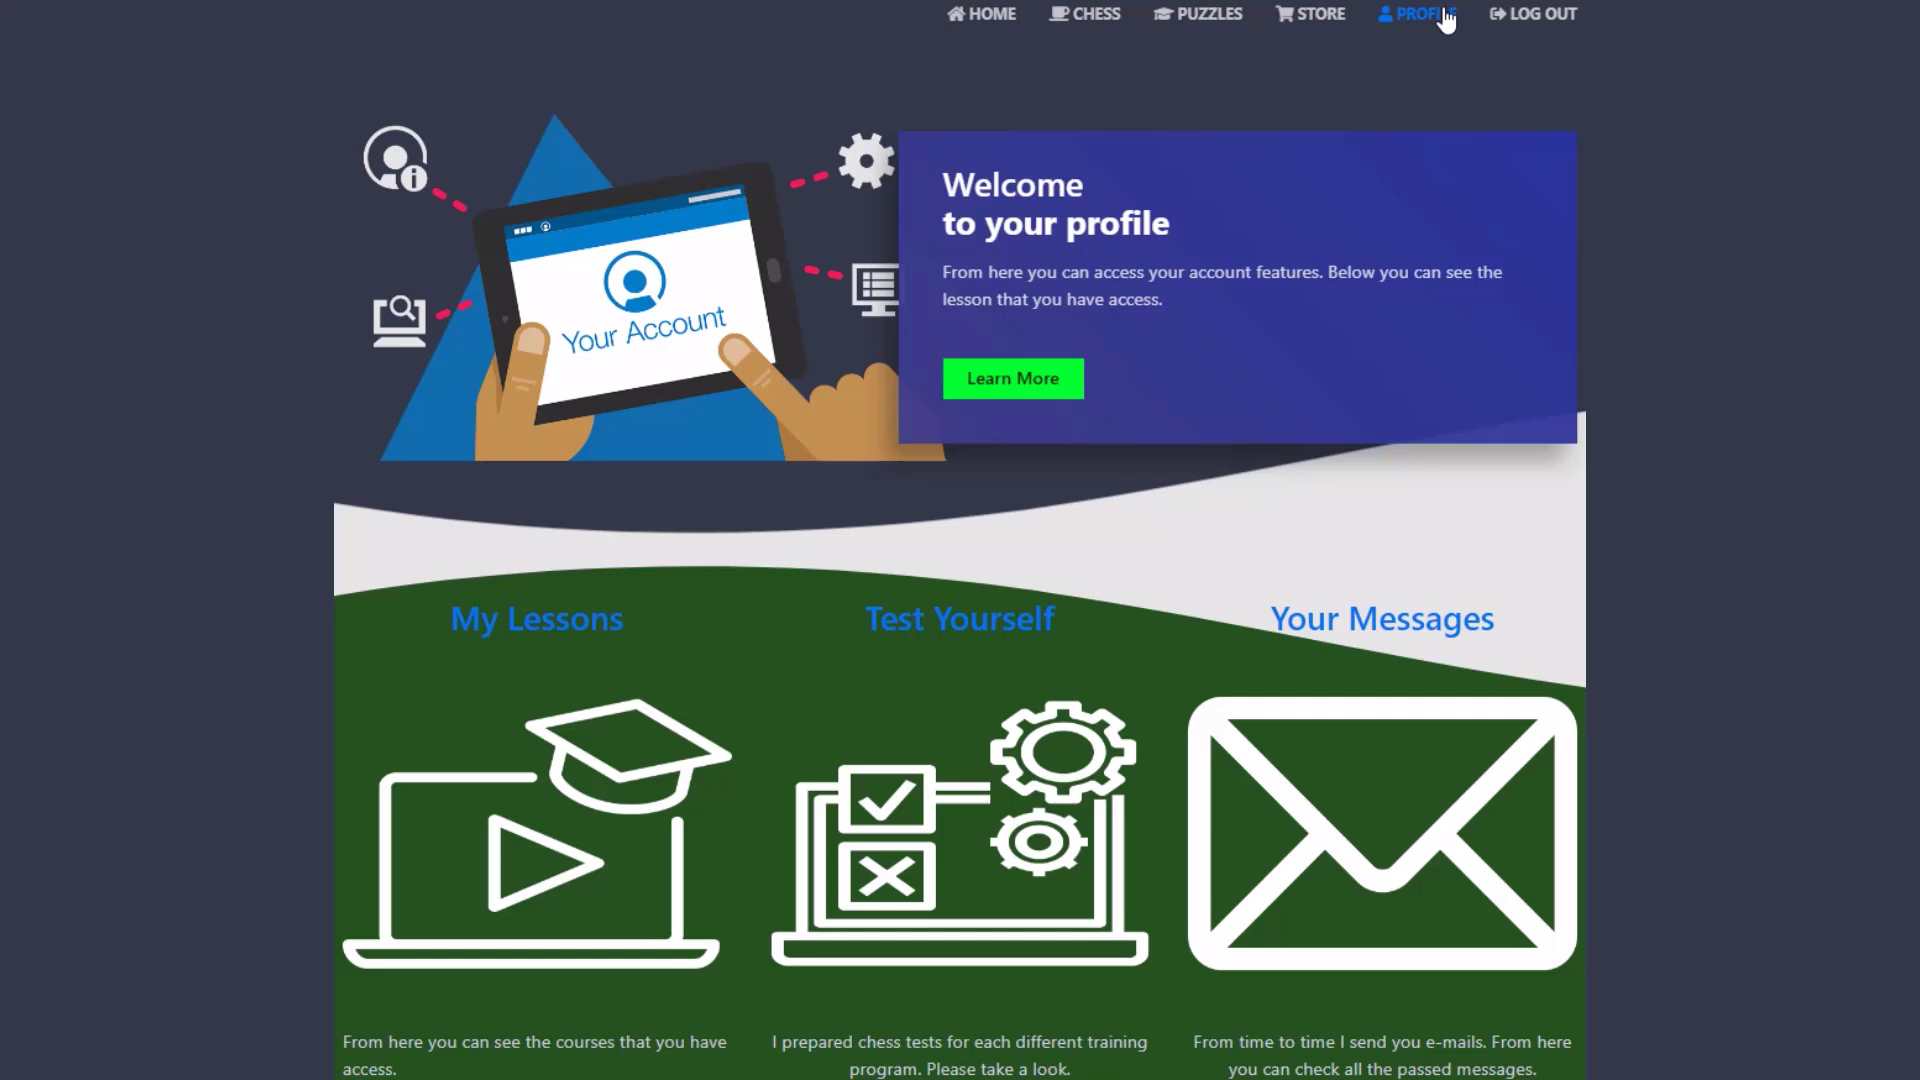 HOME CHESS PUZZLES STORE PROFILE LOG OUT
Welcome
to your profile
From here you can access your account features. Below you can see the
lesson that you have access.
Learn More
Your Account
My Lessons Test Yourself Your Messages
From here you can see the courses that you have
access.
I prepared chess tests for each different training
program. Please take a look.
From time to time I send you e-mails. From here
you can check all the passed messages.